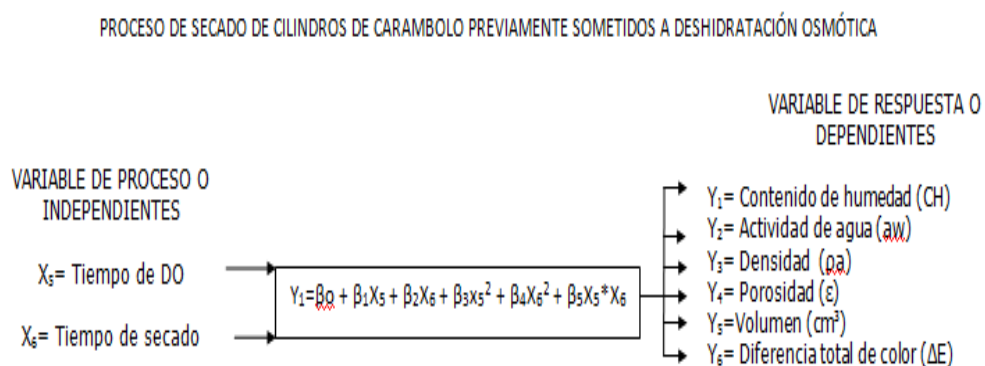 PROCESO DE SECADO DE CILINDROS DE CARAMBOLO PREVIAMENTE SOMETIDOS A DESHIDRATACIÓN OSMÓTICA
VARIABLE DE RESPUESTA O
DEPENDIENTES
VARIABLE DE PROCESO O
INDEPENDIENTES
X₅= Tiempo de DO
X₆= Tiempo de secado
Y₁=βo + β₁X₅ + β₂X₆ + β₃x₅² + β₄X₆² + β₅X₅*X₆
Y₁= Contenido de humedad (CH)
Y₂= Actividad de agua (aw)
Y₃= Densidad (ρa)
Y₄= Porosidad (ε)
Y₅=Volumen (cm³)
Y₆= Diferencia total de color (ΔE)